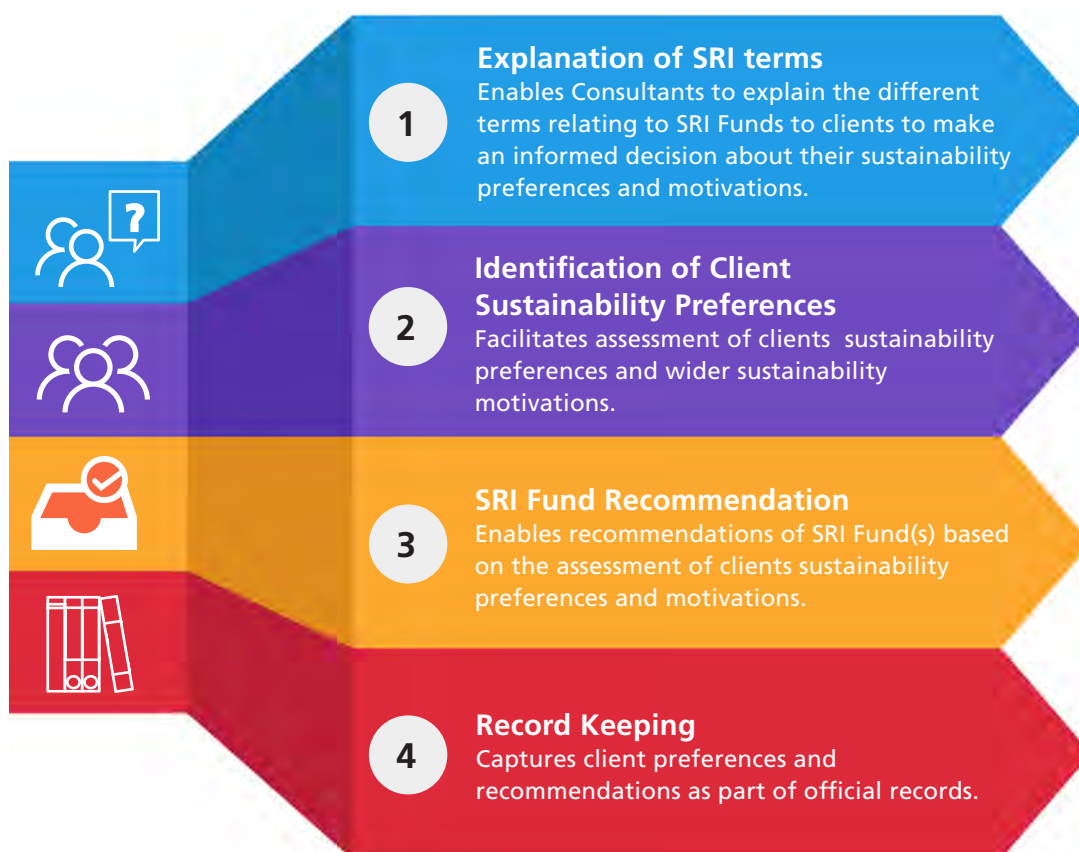 ?
1
Explanation of SRI terms
Enables Consultants to explain the different
terms relating to SRI Funds to clients to make
an informed decision about their sustainability
preferences and motivations.
2
Identification of Client
Sustainability Preferences
Facilitates assessment of clients  sustainability
preferences and wider sustainability
motivations.
3
SRI Fund Recommendation
Enables recommendations of SRI Fund(s) based
on the assessment of clients sustainability
preferences and motivations.
4
Record Keeping
Captures client preferences and
recommendations as part of official records.